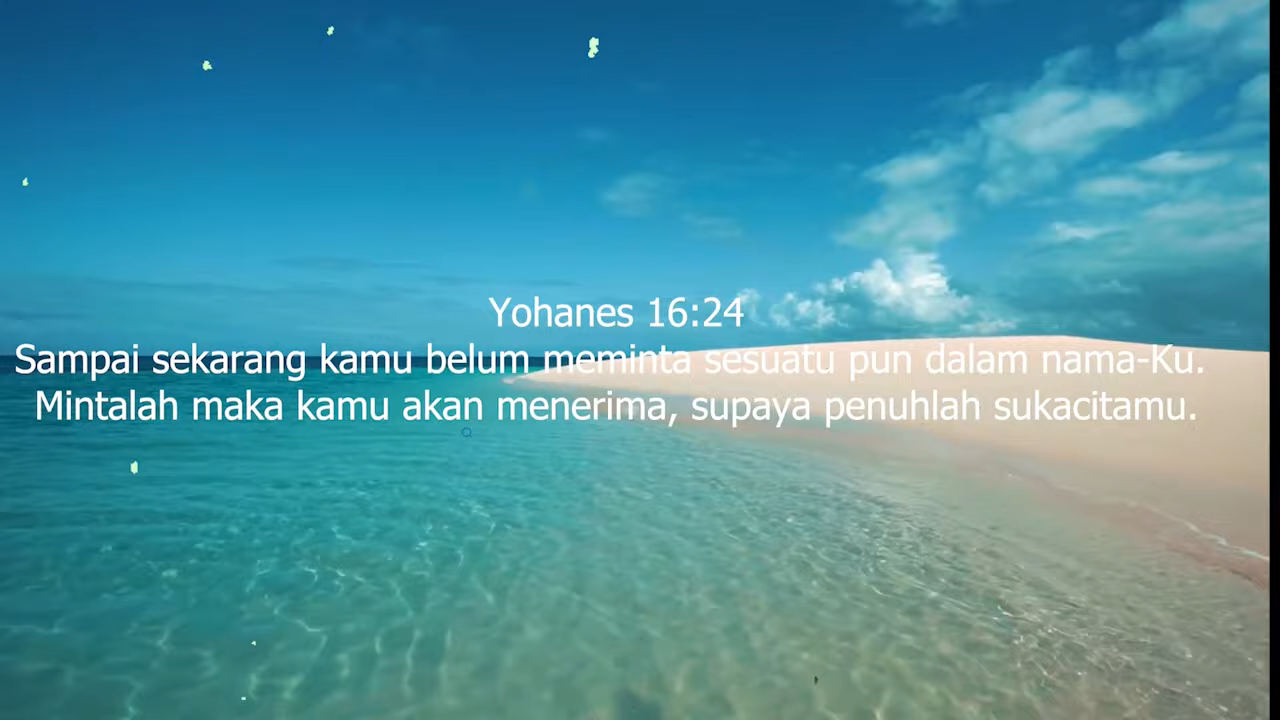 Yohanes 16:24
Sampai sekarang kamu belum meminta sesuatu pun dalam nama-Ku.
Mintalah maka kamu akan menerima, supaya penuhlah sukacitamu.